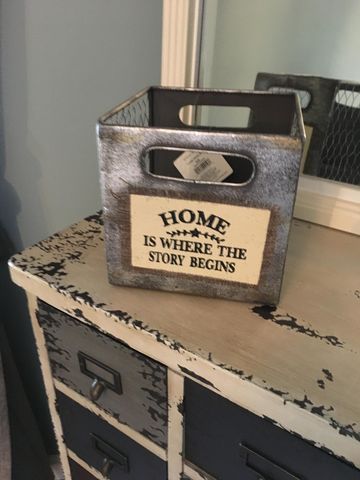 HOME
IS WHERE THE
STORY BEGINS